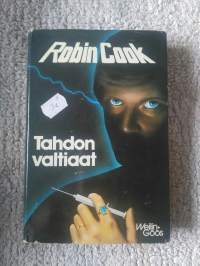 Robin Cook
Tahdon
valtiaat
Weilin-
Göös